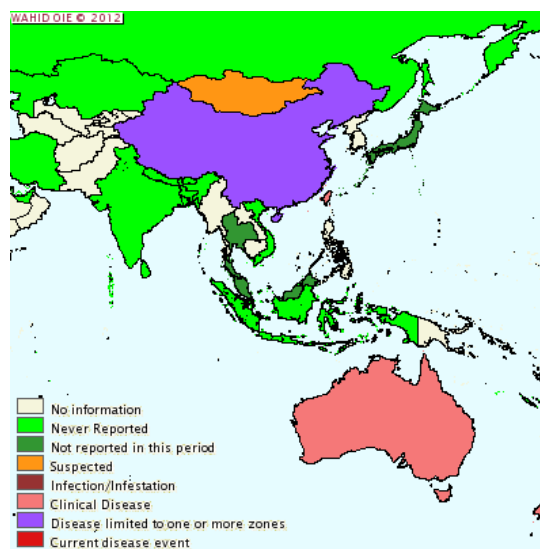 WAHID OIE © 2012
No information
Never Reported
Not reported in this period
Suspected
Infection/Infestation
Clinical Disease
Disease limited to one or more zones
Current disease event